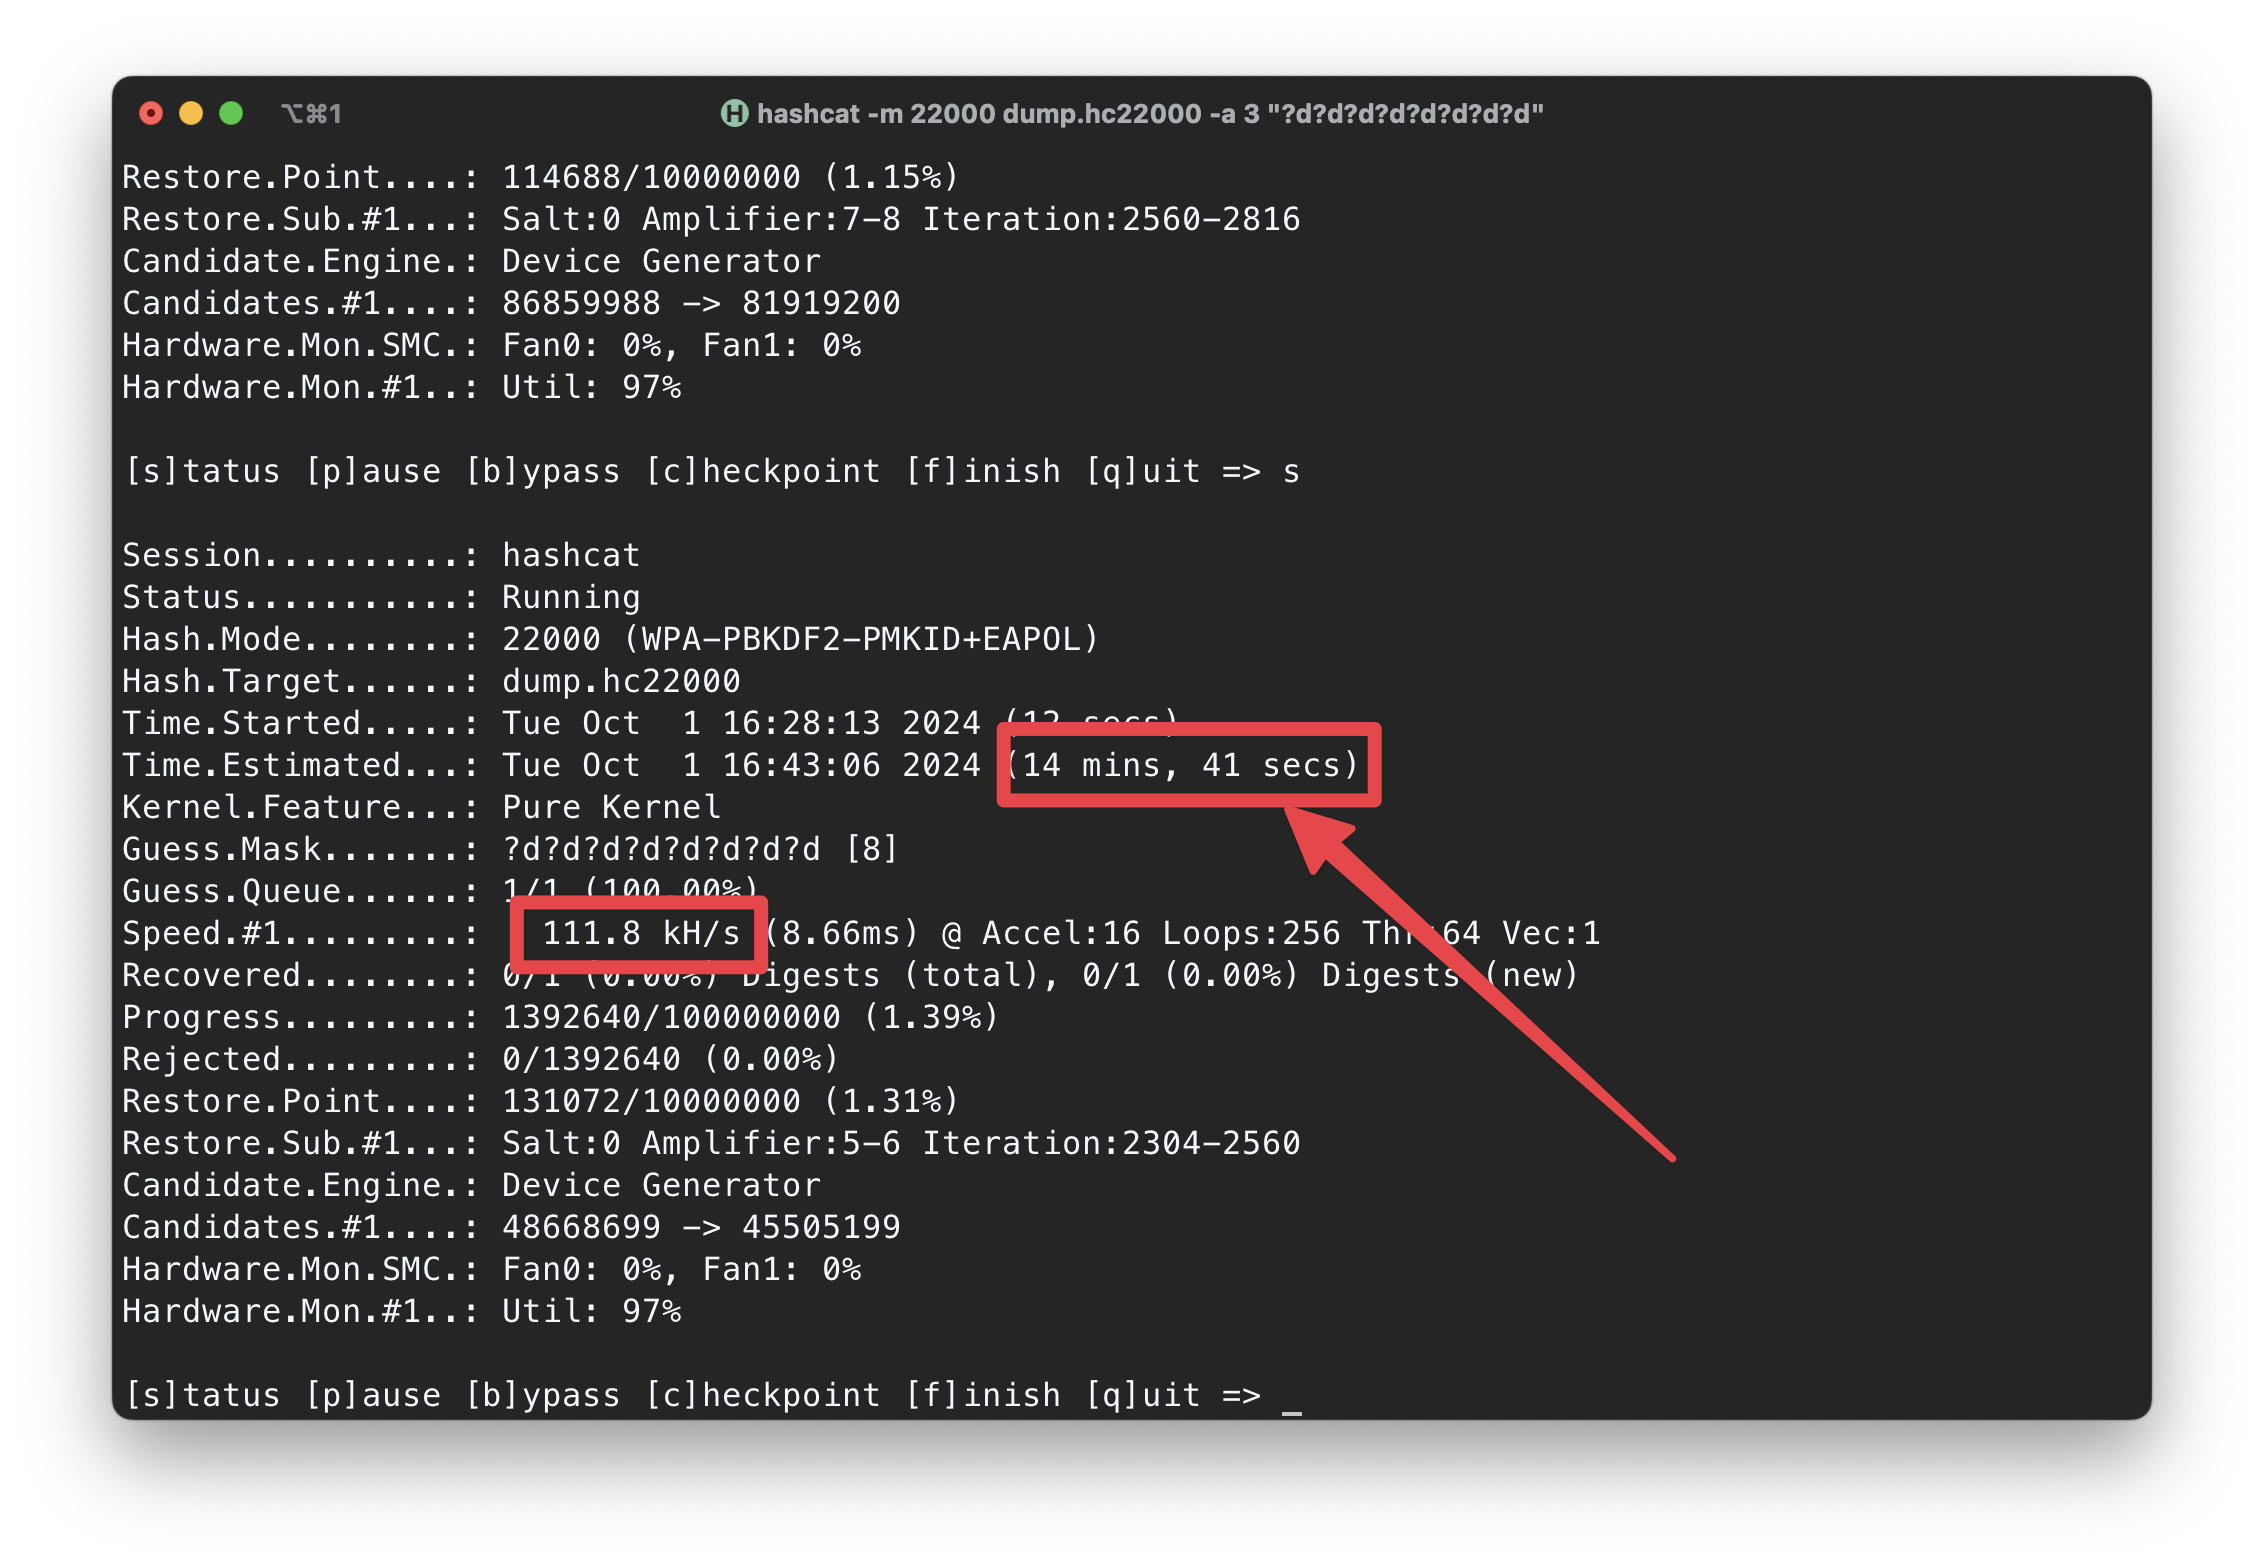 ⌥⌘1 H hashcat -m 22000 dump.hc22000 -a 3 "?d?d?d?d?d?d?d?d"
Restore.Point....: 114688/10000000 (1.15%)
Restore.Sub.#1...: Salt:0 Amplifier:7-8 Iteration:2560-2816
Candidate.Engine.: Device Generator
Candidates.#1....: 86859988 -> 81919200
Hardware.Mon.SMC.: Fan0: 0%, Fan1: 0%
Hardware.Mon.#1..: Util: 97%
[s]tatus [p]ause [b]ypass [c]heckpoint [f]inish [q]uit => s
Session..........: hashcat
Status...........: Running
Hash.Mode........: 22000 (WPA-PBKDF2-PMKID+EAPOL)
Hash.Target......: dump.hc22000
Time.Started.....: Tue Oct  1 16:28:13 2024 (12 secs)
Time.Estimated...: Tue Oct  1 16:43:06 2024 (14 mins, 41 secs)
Kernel.Feature...: Pure Kernel
Guess.Mask.......: ?d?d?d?d?d?d?d?d [8]
Guess.Queue......: 1/1 (100.00%)
Speed.#1.........:   111.8 kH/s (8.66ms) @ Accel:16 Loops:256 Thr:64 Vec:1
Recovered........: 0/1 (0.00%) Digests (total), 0/1 (0.00%) Digests (new)
Progress.........: 1392640/100000000 (1.39%)
Rejected.........: 0/1392640 (0.00%)
Restore.Point....: 131072/10000000 (1.31%)
Restore.Sub.#1...: Salt:0 Amplifier:5-6 Iteration:2304-2560
Candidate.Engine.: Device Generator
Candidates.#1....: 48668699 -> 45505199
Hardware.Mon.SMC.: Fan0: 0%, Fan1: 0%
Hardware.Mon.#1..: Util: 97%
[s]tatus [p]ause [b]ypass [c]heckpoint [f]inish [q]uit => _